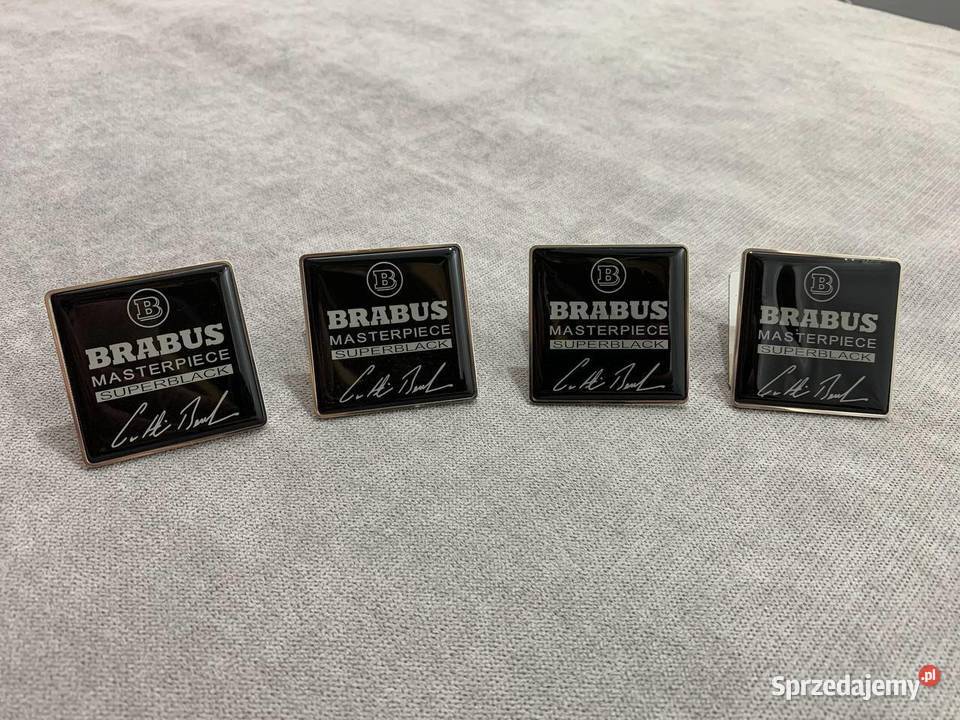 B
BRABUS
MASTERPIECE
SUPERBLACK
B
BRABUS
MASTERPIECE
SUPERBLACK
B
BRABUS
MASTERPIECE
SUPERBLACK
B
BRABUS
MASTERPIECE
SUPERBLACK
Sprzedajemy.pl